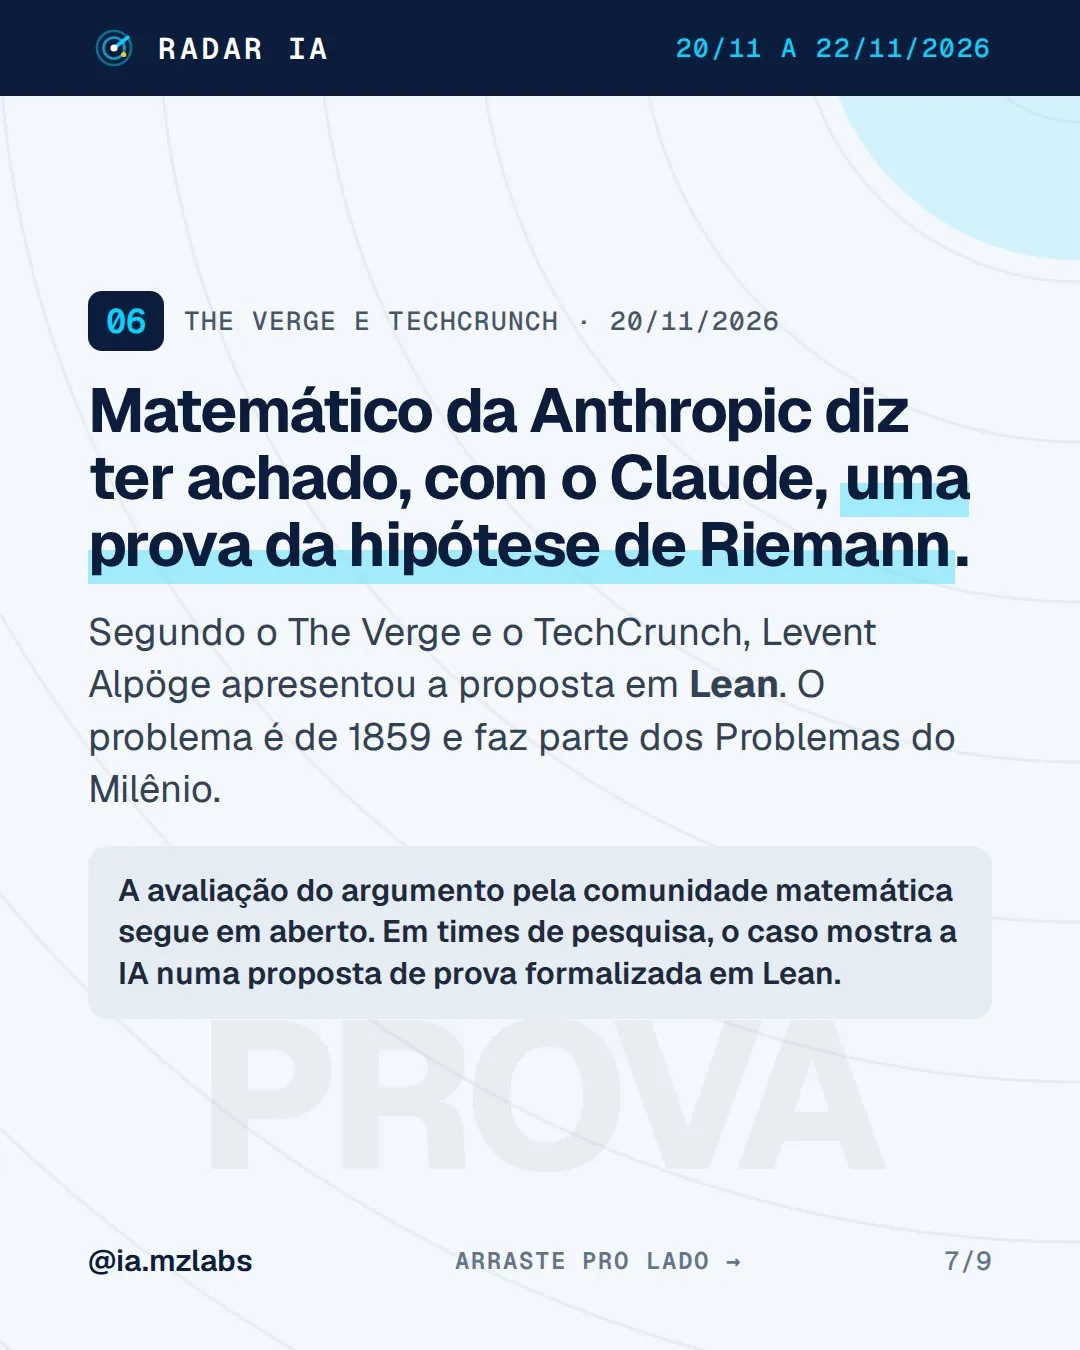 RADAR IA
20/11 A 22/11/2026
06
THE VERGE E TECHCRUNCH · 20/11/2026
Matemático da Anthropic diz
ter achado, com o Claude, uma
prova da hipótese de Riemann.
Segundo o The Verge e o TechCrunch, Levent
Alpöge apresentou a proposta em Lean. O
problema é de 1859 e faz parte dos Problemas do
Milênio.
A avaliação do argumento pela comunidade matemática
segue em aberto. Em times de pesquisa, o caso mostra a
IA numa proposta de prova formalizada em Lean.
PROVA
@ia.mzlabs
ARRASTE PRO LADO →
7/9